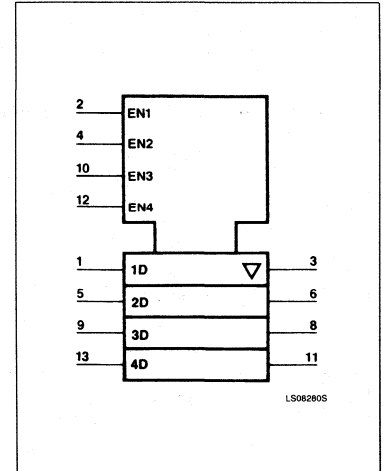 2 EN1
4 EN2
10 EN3
12 EN4
1 1D 3
5 2D 6
9 3D 8
13 4D 11
LS08280S